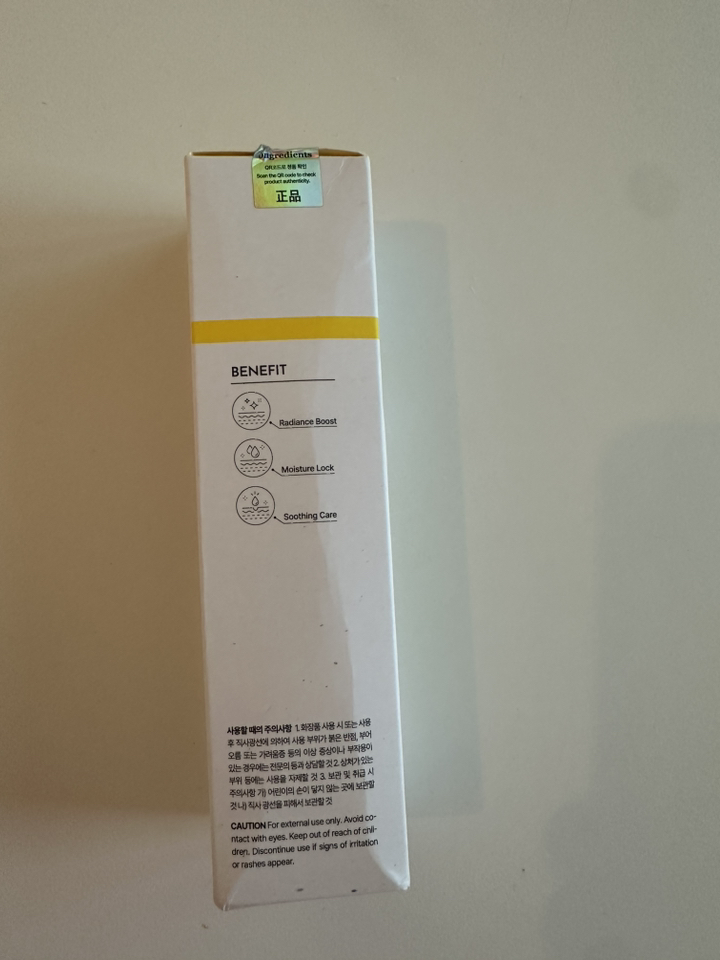 ongredients
QR코드로 정품 확인
Scan the QR code to check
product authenticity.
正品
BENEFIT
Radiance Boost
Moisture Lock
Soothing Care
사용할 때의 주의사항 1. 화장품 사용 시 또는 사용
후 직사광선에 의하여 사용 부위가 붉은 반점, 부어
오름 또는 가려움증 등의 이상 증상이나 부작용이
있는 경우에는 전문의 등과 상담할 것 2. 상처가 있는
부위 등에는 사용을 자제할 것 3. 보관 및 취급 시
주의사항 가) 어린이의 손이 닿지 않는 곳에 보관할
것 나) 직사 광선을 피해서 보관할 것
CAUTION For external use only. Avoid co-
ntact with eyes. Keep out of reach of chil-
dren. Discontinue use if signs of irritation
or rashes appear.